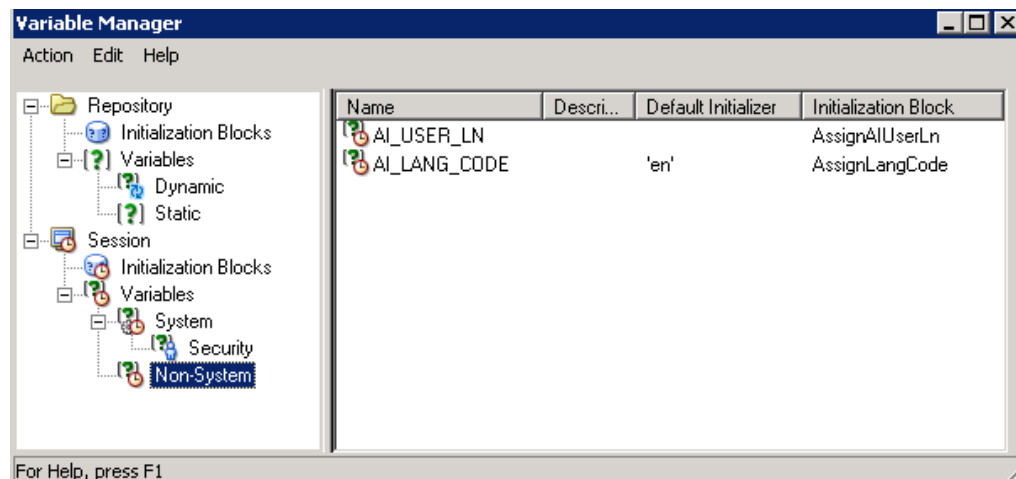 Variable Manager
Action Edit Help
Repository
Initialization Blocks
Variables
Dynamic
Static
Session
Initialization Blocks
Variables
System
Security
Non-System
Name Descri... Default Initializer Initialization Block
AI_USER_LN AssignAIUserLn
AI_LANG_CODE 'en' AssignLangCode
For Help, press F1